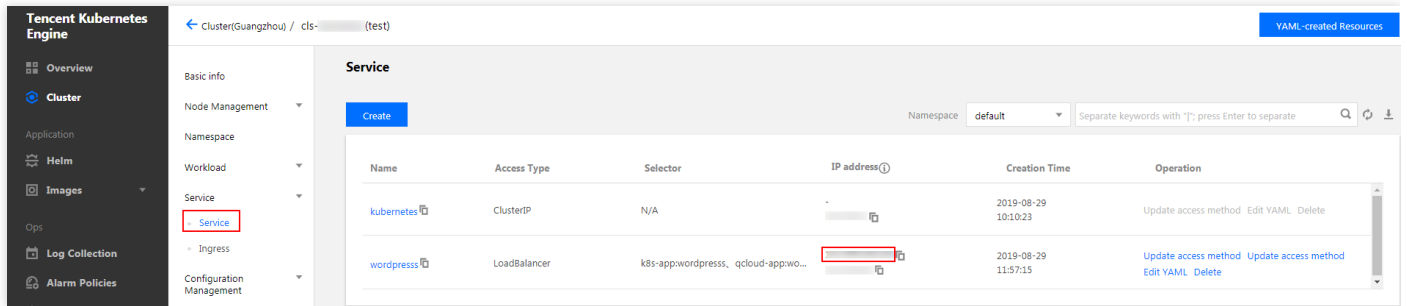 Tencent Kubernetes
Engine
Overview
Cluster
Application
Helm
Images
Ops
Log Collection
Alarm Policies
Cluster(Guangzhou) / cls- (test)
YAML-created Resources
Basic info
Node Management
Namespace
Workload
Service
Service
Ingress
Configuration
Management
Service
Create
Namespace default Separate keywords with "|"; press Enter to separate
Name Access Type Selector IP address Creation Time Operation
kubernetes ClusterIP N/A - 2019-08-29
10:10:23
Update access method Edit YAML Delete
wordpresss LoadBalancer k8s-app:wordpresss、qcloud-app:wo... 2019-08-29
11:57:15
Update access method Update access method
Edit YAML Delete